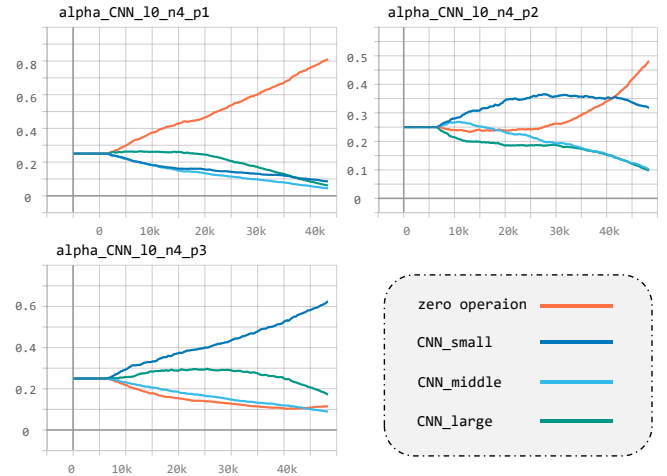 alpha_CNN_l0_n4_p1
0.8
0.6
0.4
0.2
0
0 10k 20k 30k 40k
alpha_CNN_l0_n4_p2
0.5
0.4
0.3
0.2
0.1
0
0 10k 20k 30k 40k
alpha_CNN_l0_n4_p3
0.6
0.4
0.2
0
0 10k 20k 30k 40k
zero operaion
CNN_small
CNN_middle
CNN_large